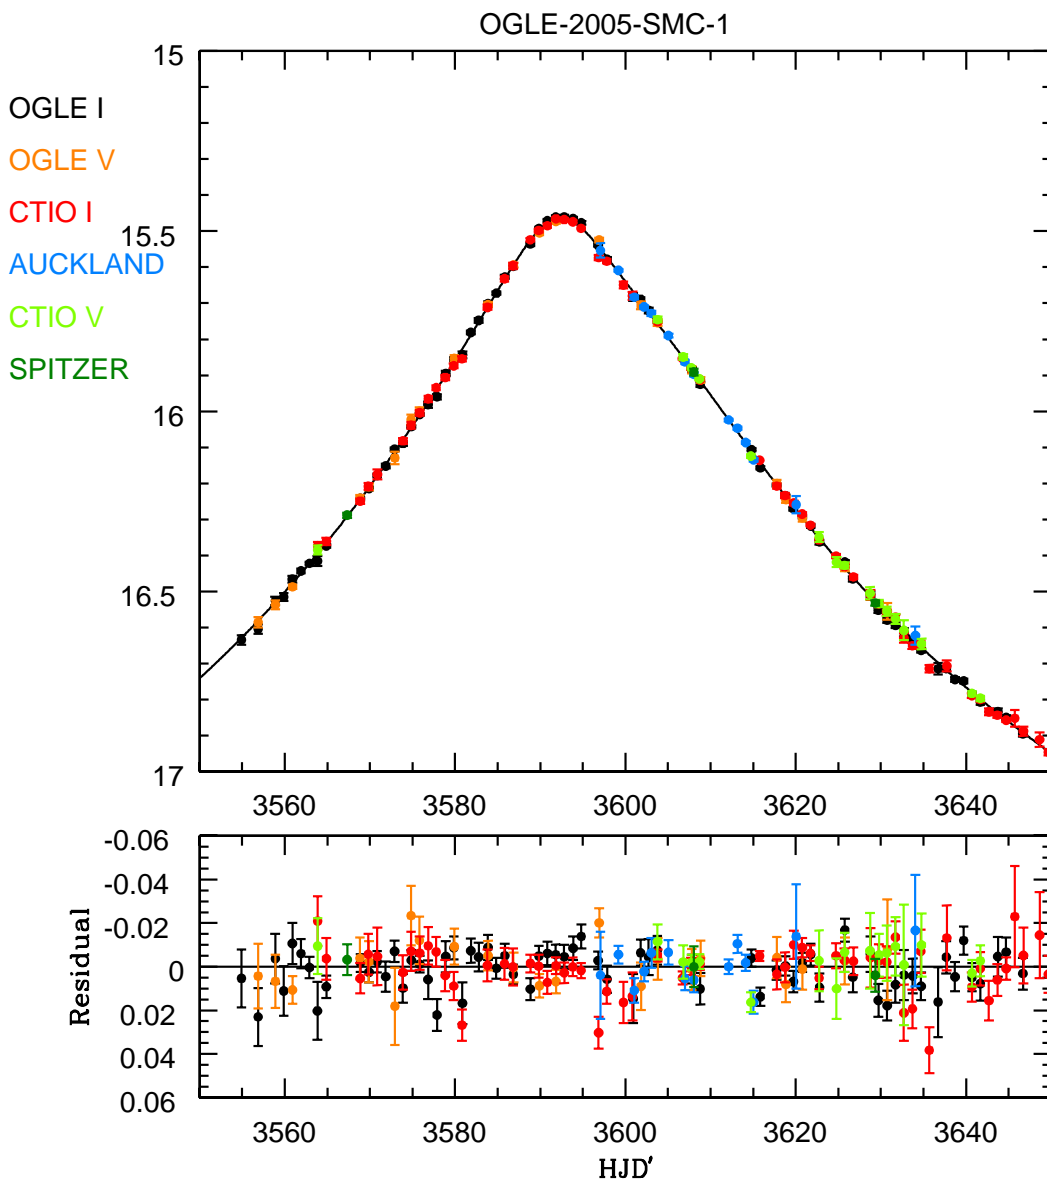 OGLE-2005-SMC-1
15
OGLE I
OGLE V
CTIO I
15.5
AUCKLAND
CTIO V
SPITZER
16
16.5
17
3560 3580 3600 3620 3640
-0.06
-0.04
-0.02
0
0.02
0.04
0.06
Residual
3560 3580 3600 3620 3640
HJD'